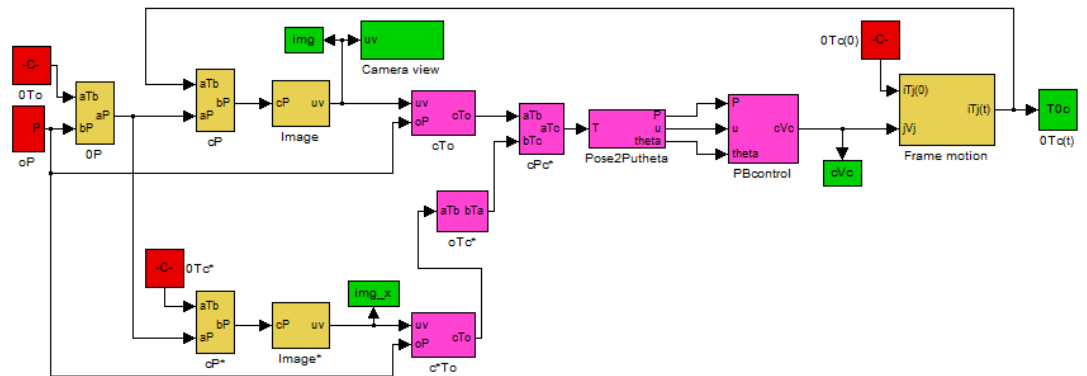 -C-
0To
P
oP
aTb
bP
0P
aTb
aP
bP
cP
cP
uv
Image
img
uv
Camera view
uv
oP
cTo
cTo
aTb
bTc
aTc
cPc*
T
P
u
theta
Pose2Putheta
P
u
theta
cVc
PBcontrol
cVc
0Tc(0)
-C-
iTj(0)
jVj
iTj(t)
Frame motion
T0c
0Tc(t)
aTb bTa
oTc*
-C-
0Tc*
aTb
aP
bP
cP*
cP
uv
Image*
img_x
uv
oP
cTo
c*To